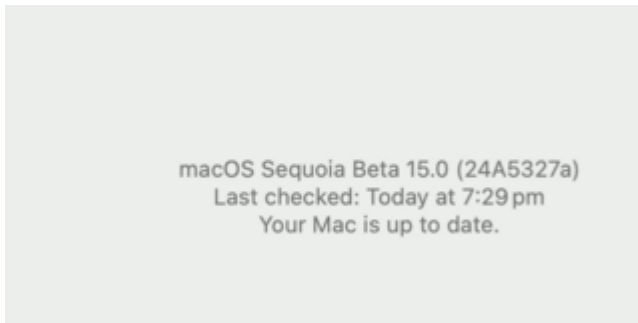 macOS Sequoia Beta 15.0 (24A5327a)
Last checked: Today at 7:29 pm
Your Mac is up to date.